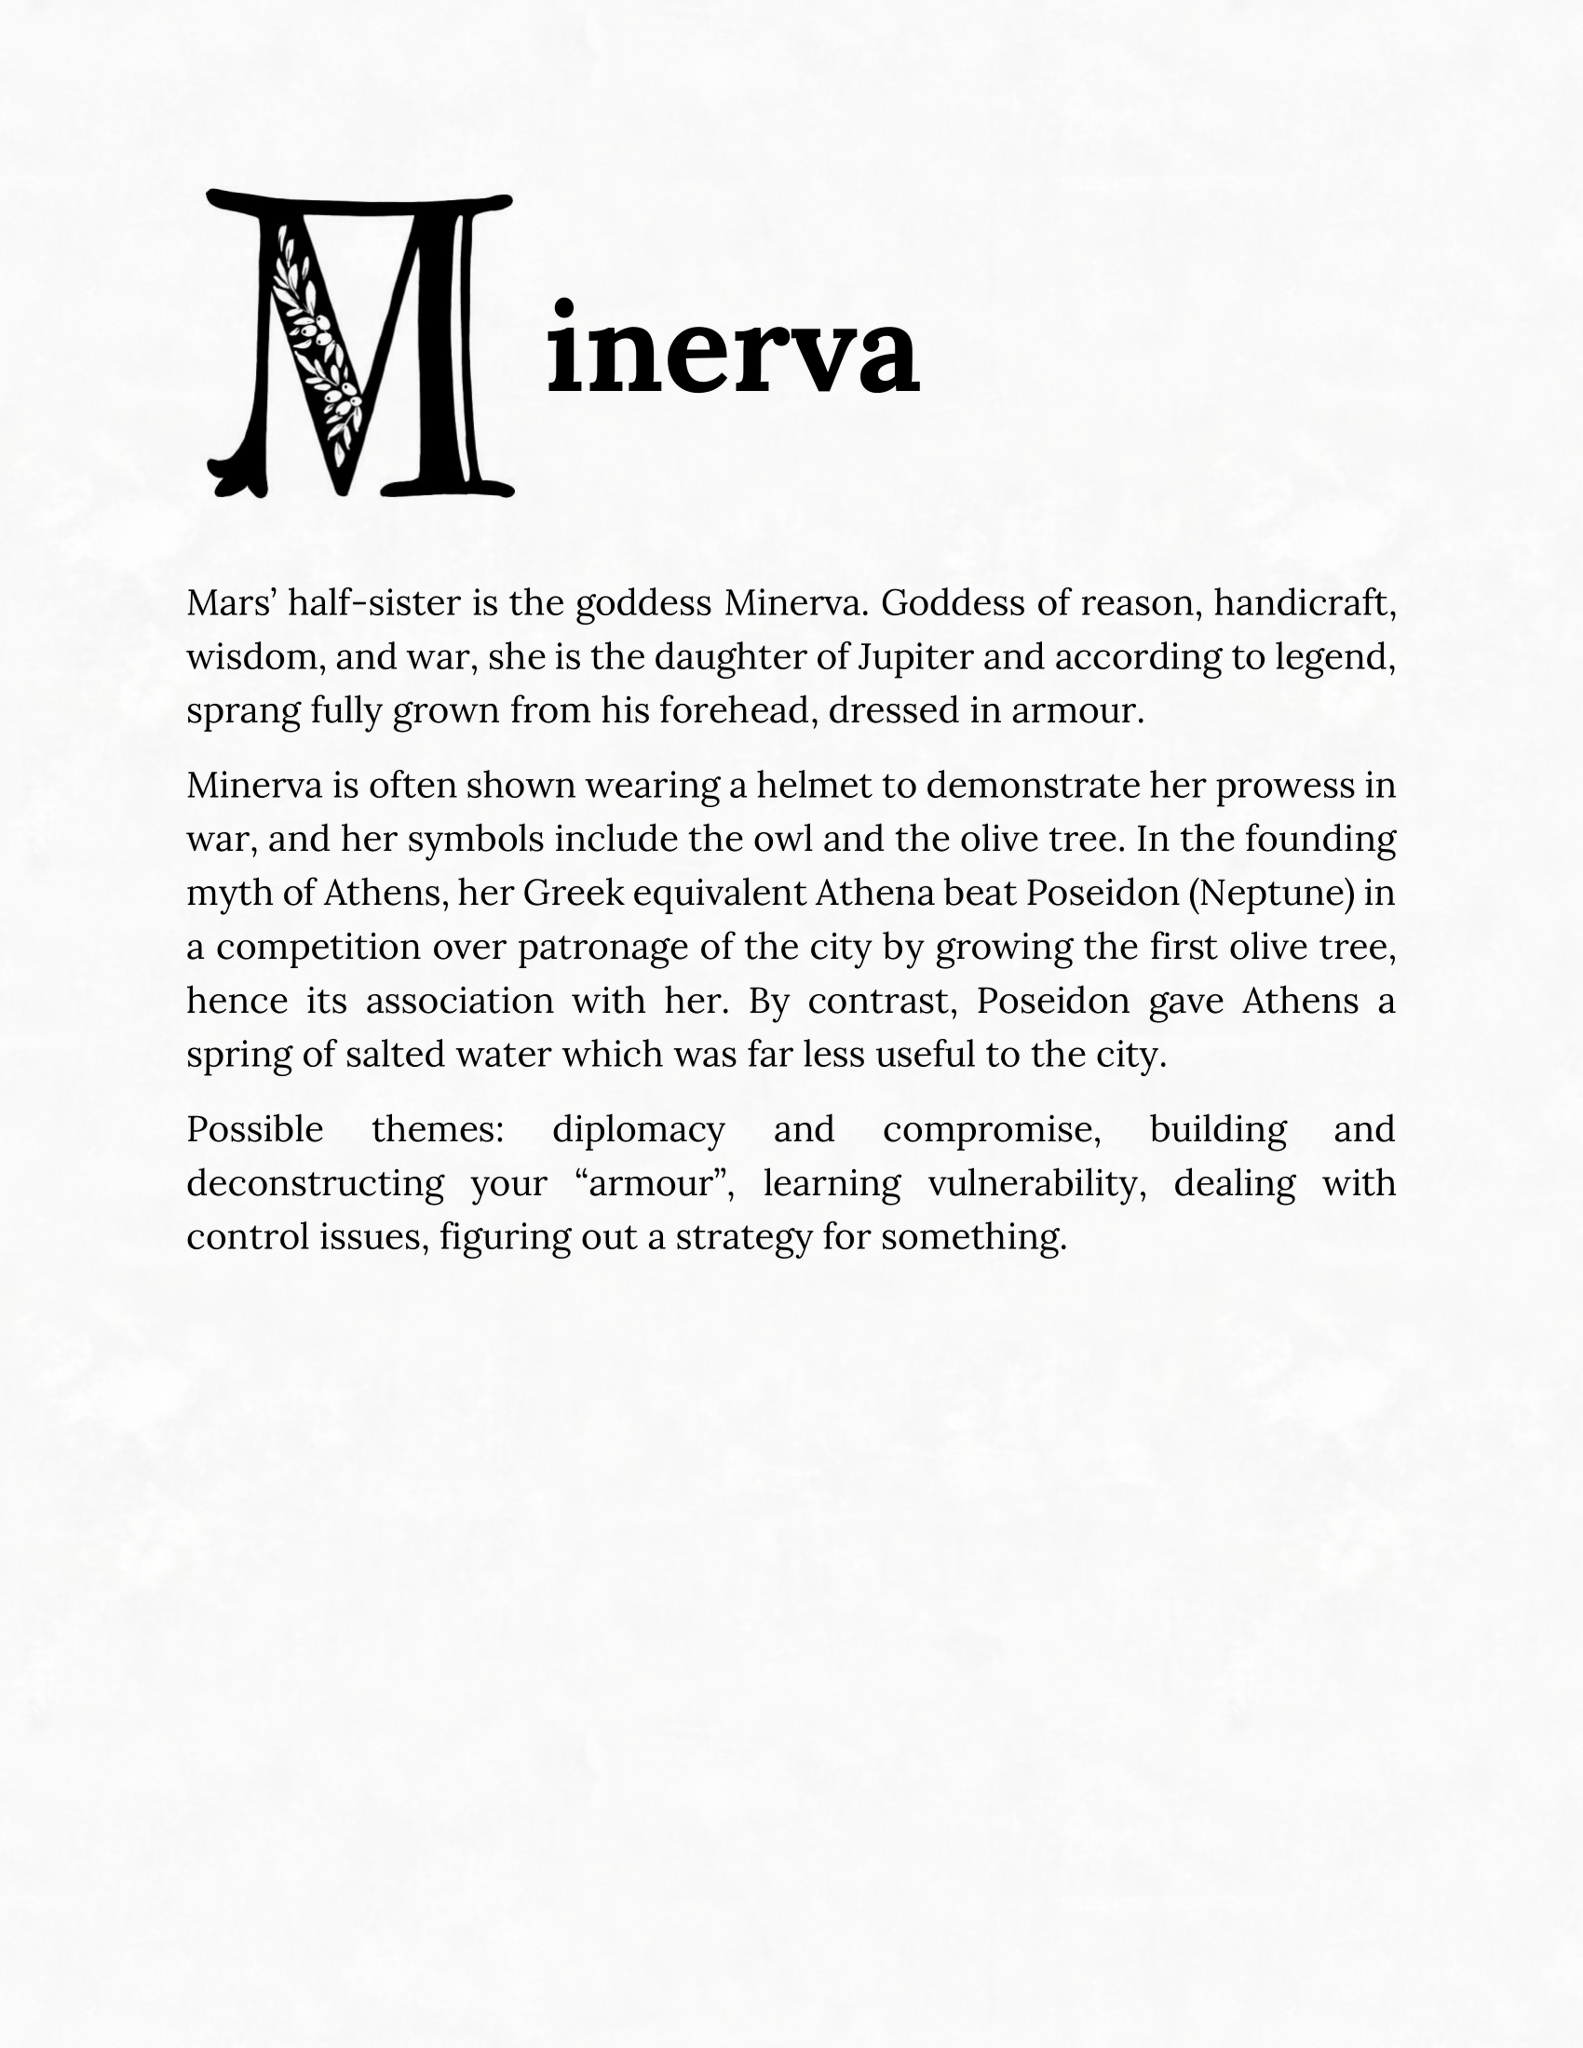 Minerva
Mars’ half-sister is the goddess Minerva. Goddess of reason, handicraft,
wisdom, and war, she is the daughter of Jupiter and according to legend,
sprang fully grown from his forehead, dressed in armour.
Minerva is often shown wearing a helmet to demonstrate her prowess in
war, and her symbols include the owl and the olive tree. In the founding
myth of Athens, her Greek equivalent Athena beat Poseidon (Neptune) in
a competition over patronage of the city by growing the first olive tree,
hence its association with her. By contrast, Poseidon gave Athens a
spring of salted water which was far less useful to the city.
Possible themes: diplomacy and compromise, building and
deconstructing your “armour”, learning vulnerability, dealing with
control issues, figuring out a strategy for something.